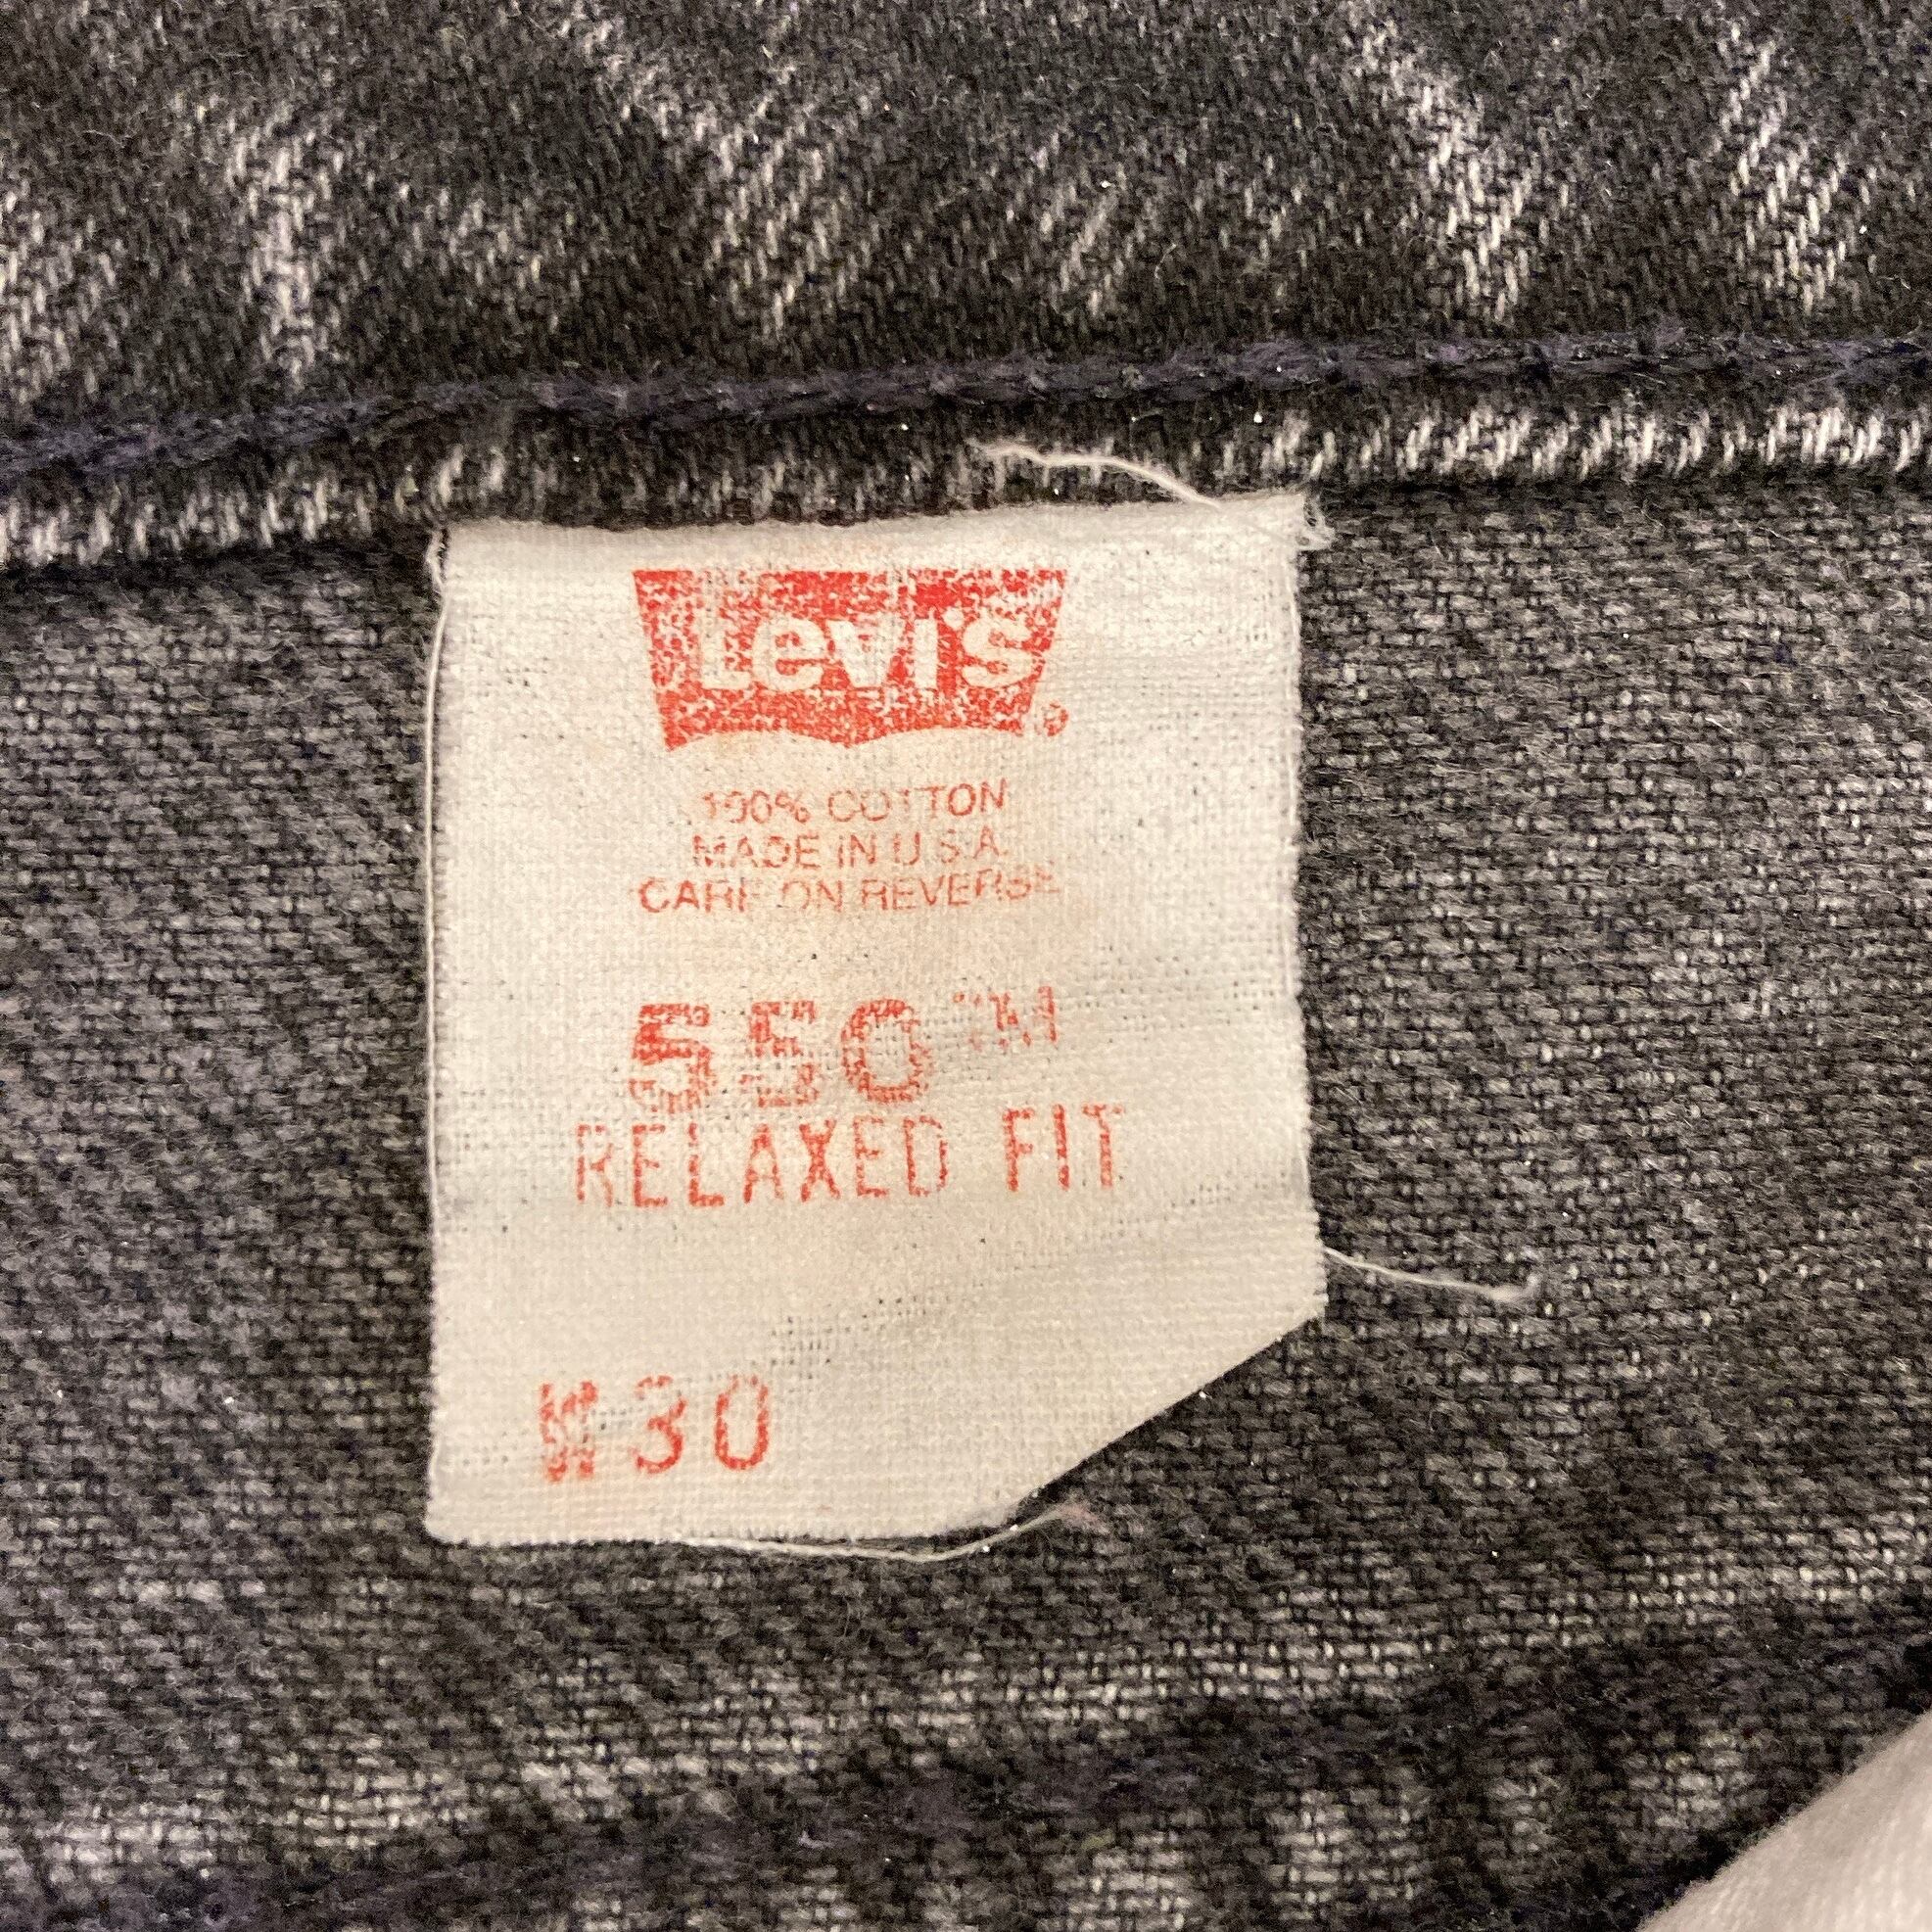 Levi's®
100% COTTON
MADE IN U.S.A.
CARE ON REVERSE
550™
RELAXED FIT
W 30